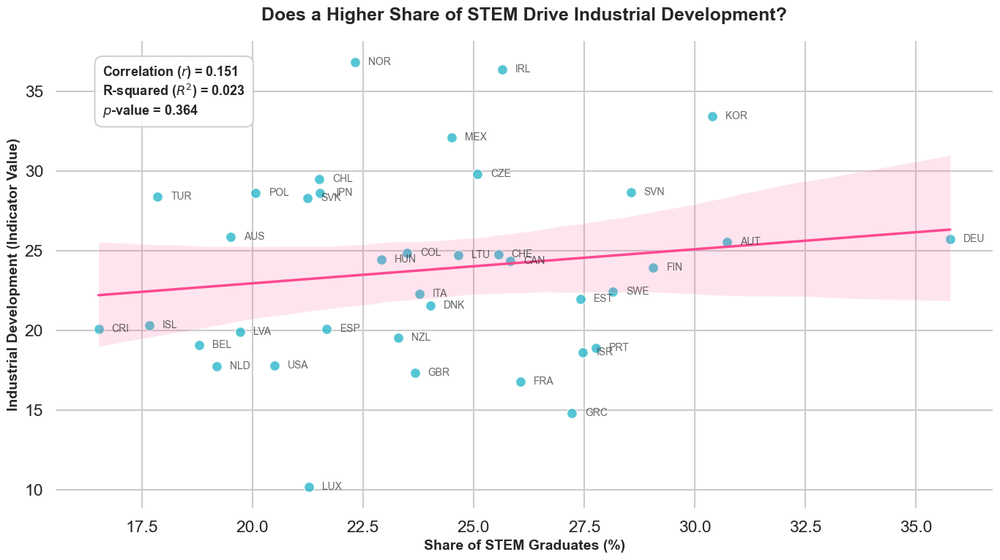 Does a Higher Share of STEM Drive Industrial Development?
Correlation (r) = 0.151
R-squared (R²) = 0.023
p-value = 0.364
Industrial Development (Indicator Value)
35
30
25
20
15
10
NOR
IRL
KOR
MEX
CZE
CHL
POL
JPN
SVK
TUR
SVN
AUS
DEU
AUT
COL
HUN
LTU
CHE
CAN
FIN
ITA
DNK
EST
SWE
CRI
ISL
LVA
ESP
BEL
NZL
PRT
ISR
NLD
USA
GBR
FRA
GRC
LUX
17.5
20.0
22.5
25.0
27.5
30.0
32.5
35.0
Share of STEM Graduates (%)